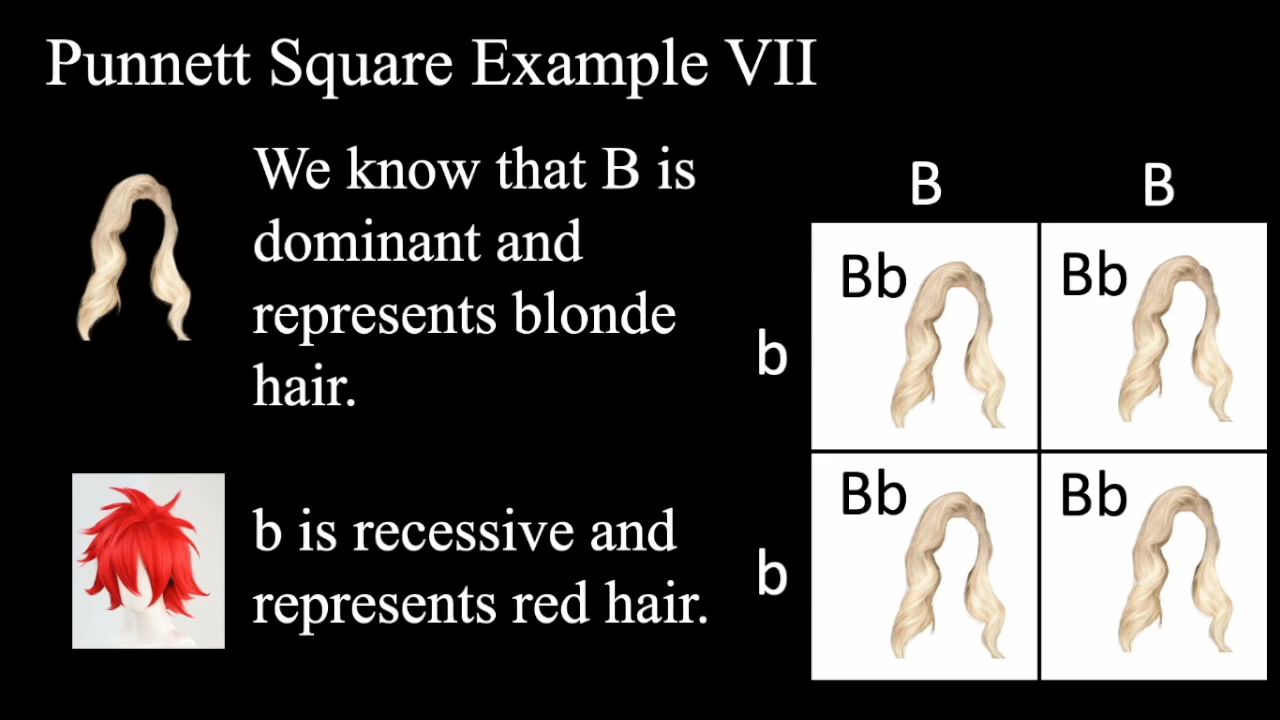 Punnett Square Example VII
We know that B is
dominant and
represents blonde
hair.
b is recessive and
represents red hair.
B B
b Bb Bb
b Bb Bb